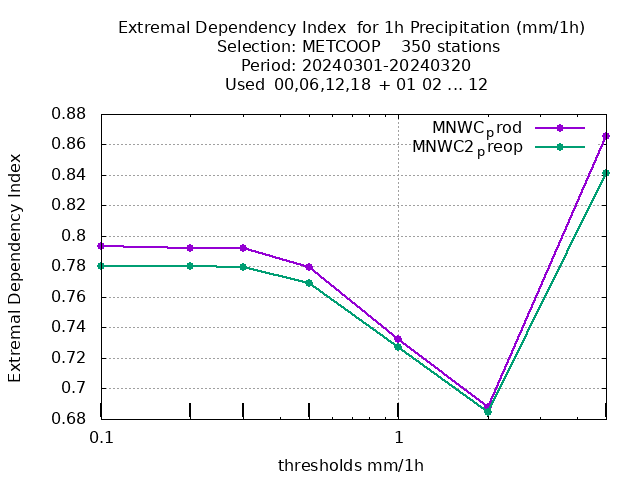 Extremal Dependency Index  for 1h Precipitation (mm/1h)
Selection: METCOOP    350 stations
Period: 20240301-20240320
Used  00,06,12,18  + 01 02 ... 12
MNWCprod
MNWC2preop
Extremal Dependency Index
0.88
0.86
0.84
0.82
0.8
0.78
0.76
0.74
0.72
0.7
0.68
0.1
1
thresholds mm/1h